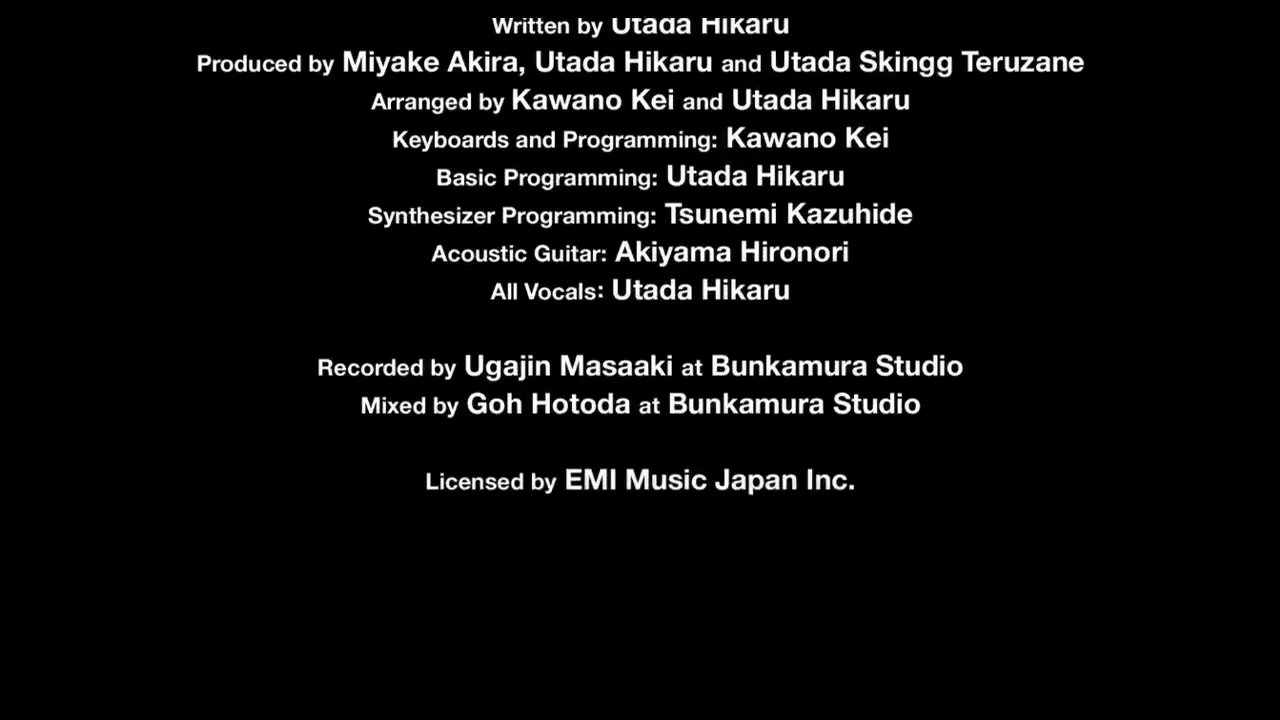 Written by Utada Hikaru
Produced by Miyake Akira, Utada Hikaru and Utada Skingg Teruzane
Arranged by Kawano Kei and Utada Hikaru
Keyboards and Programming: Kawano Kei
Basic Programming: Utada Hikaru
Synthesizer Programming: Tsunemi Kazuhide
Acoustic Guitar: Akiyama Hironori
All Vocals: Utada Hikaru
Recorded by Ugajin Masaaki at Bunkamura Studio
Mixed by Goh Hotoda at Bunkamura Studio
Licensed by EMI Music Japan Inc.